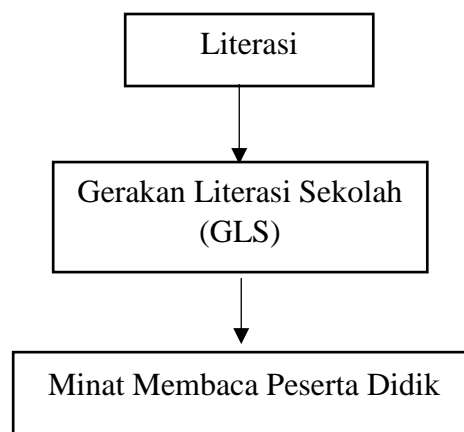 Literasi
Gerakan Literasi Sekolah
(GLS)
Minat Membaca Peserta Didik